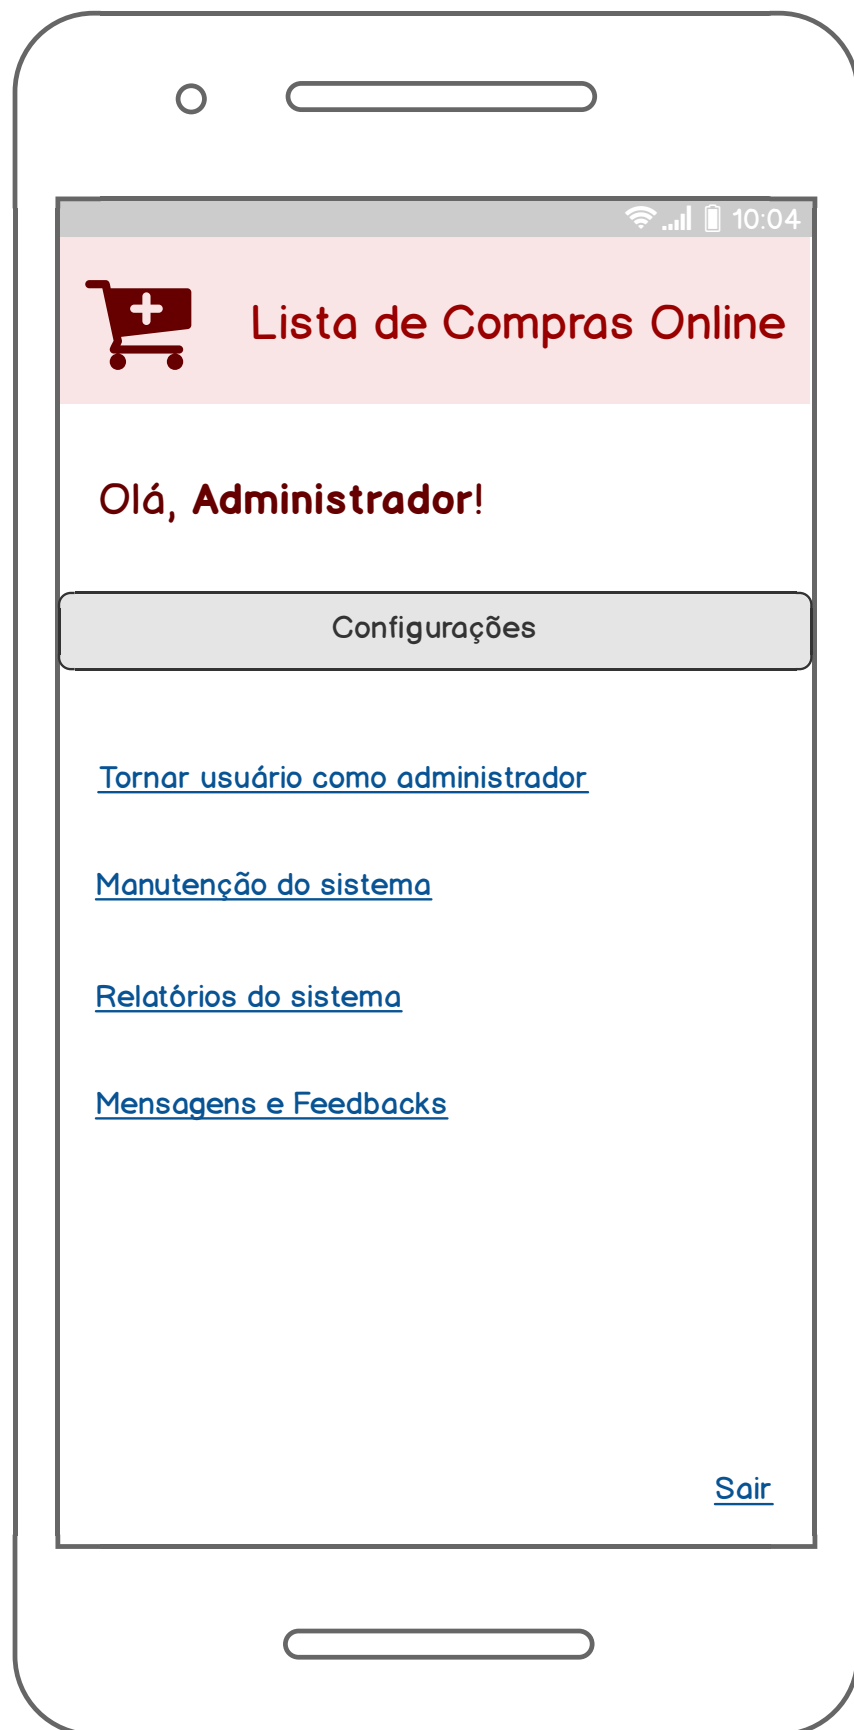 10:04
Lista de Compras Online
Olá, Administrador!
Configurações
Tornar usuário como administrador
Manutenção do sistema
Relatórios do sistema
Mensagens e Feedbacks
Sair